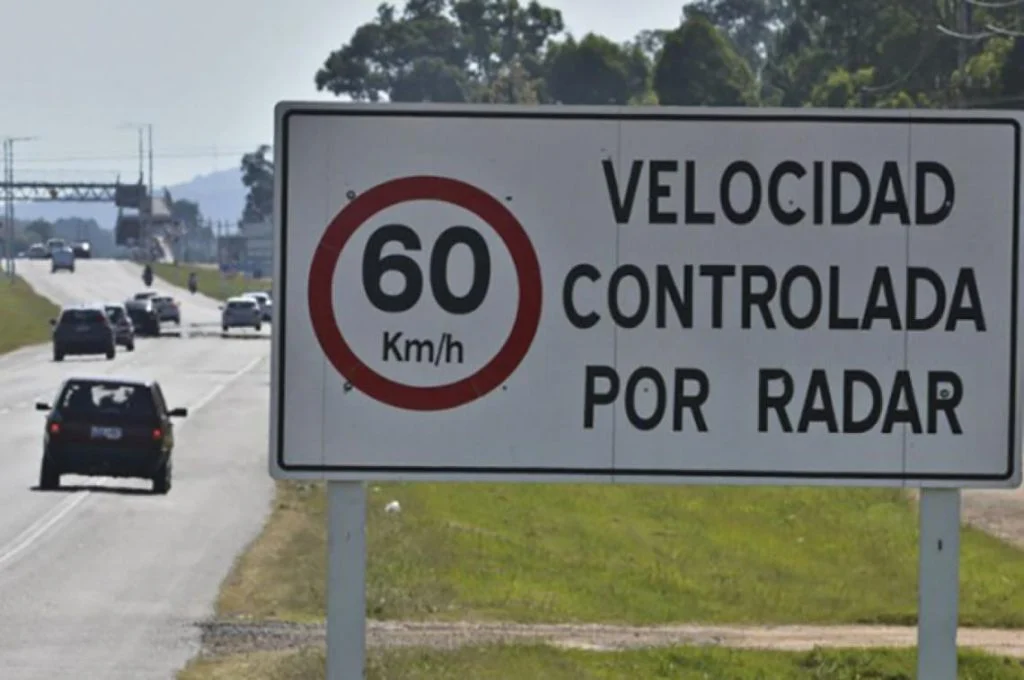 60
Km/h
VELOCIDAD
CONTROLADA
POR RADAR